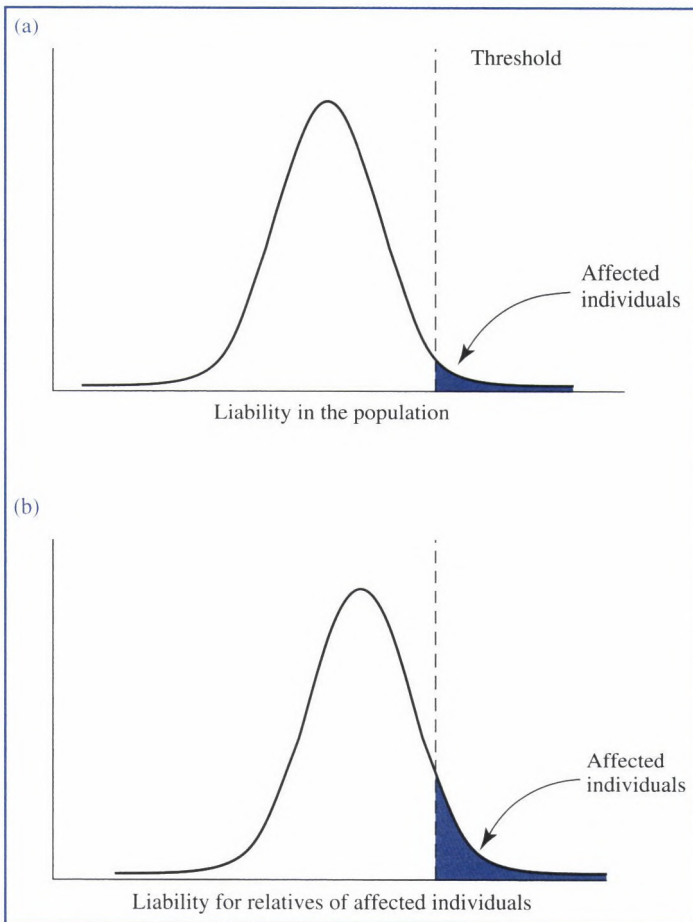 (a)
Threshold
Affected
individuals
Liability in the population
(b)
Affected
individuals
Liability for relatives of affected individuals